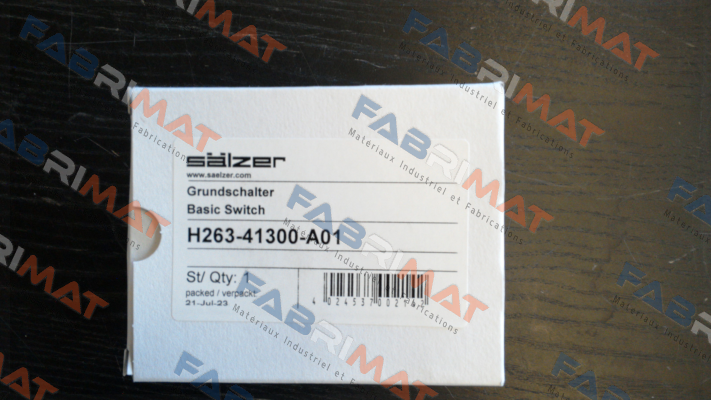 sälzer
www.saelzer.com
Grundschalter
Basic Switch
H263-41300-A01
St/ Qty: 1
packed / verpackt:
21-Jul-23
FABRIMAT
Matériaux Industriel et Fabrications